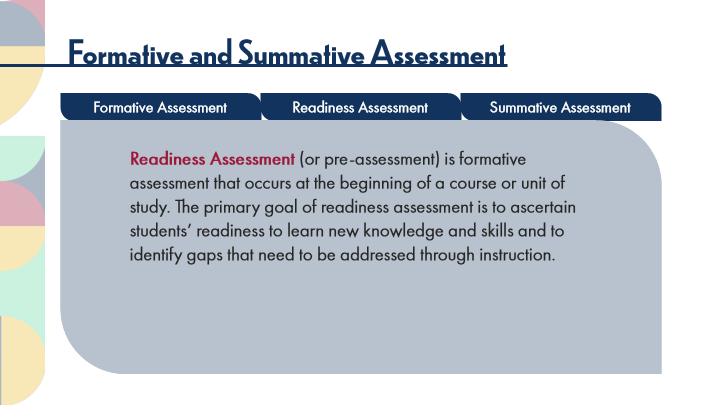 Formative and Summative Assessment
Formative Assessment
Readiness Assessment
Summative Assessment
Readiness Assessment (or pre-assessment) is formative
assessment that occurs at the beginning of a course or unit of
study. The primary goal of readiness assessment is to ascertain
students’ readiness to learn new knowledge and skills and to
identify gaps that need to be addressed through instruction.